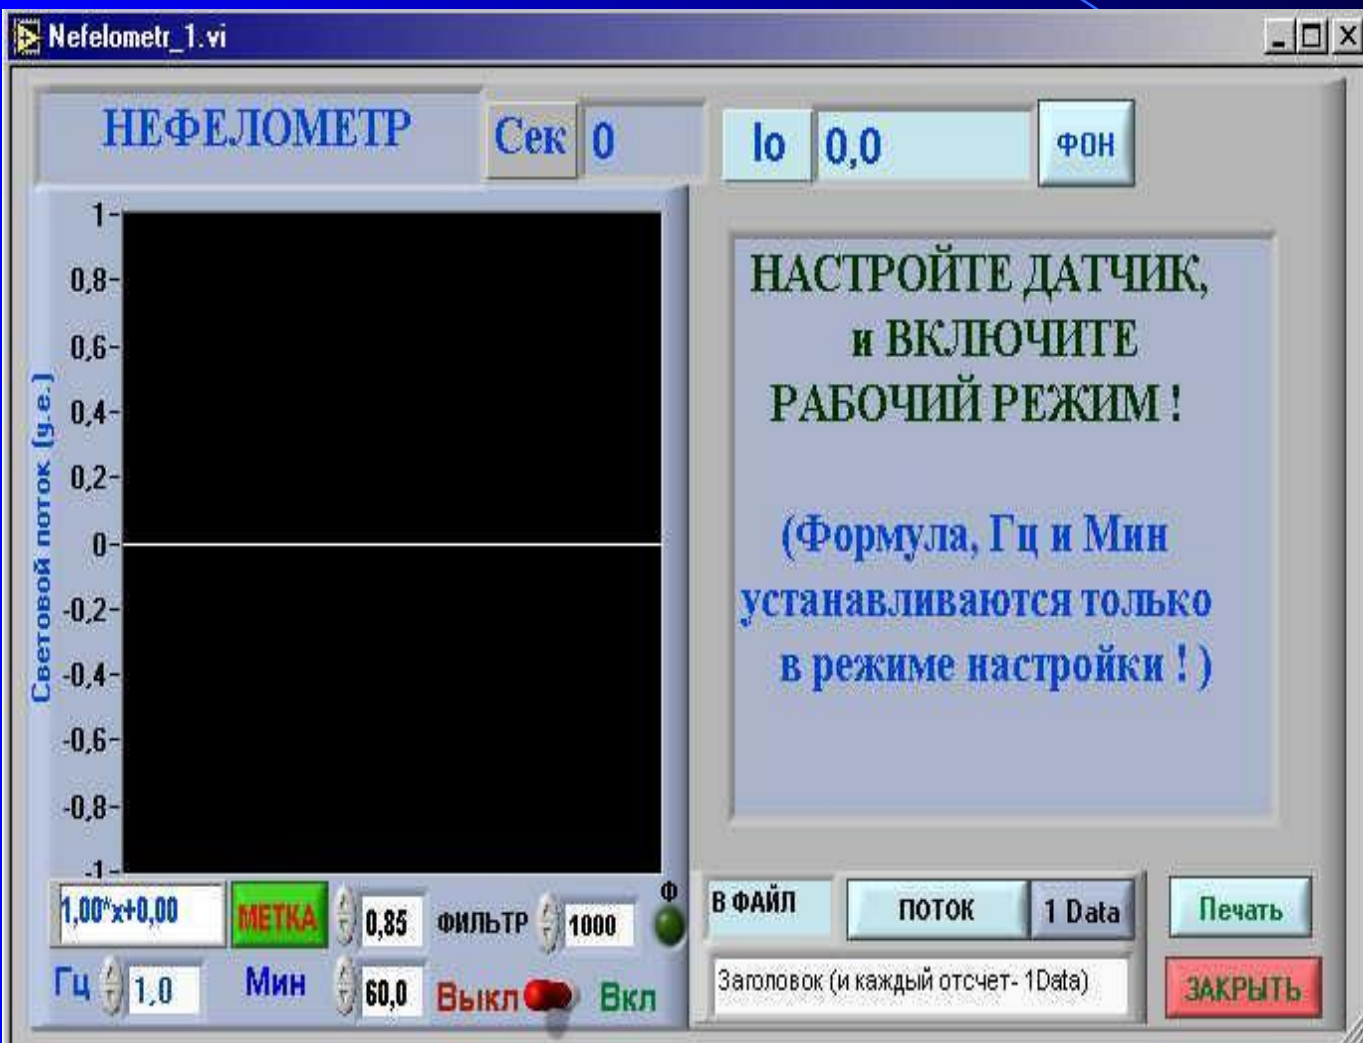 Nefelometr_1.vi
НЕФЕЛОМЕТР
Сек 0
Io 0,0
ФОН
1
0,8
0,6
0,4
0,2
0
-0,2
-0,4
-0,6
-0,8
-1
Световой поток (у.е.)
НАСТРОЙТЕ ДАТЧИК,
и ВКЛЮЧИТЕ
РАБОЧИЙ РЕЖИМ !
(Формула, Гц и Мин
устанавливаются только
в режиме настройки ! )
1,00*x+0,00 МЕТКА 0,85 ФИЛЬТР 1000 Ф
Гц 1,0 Мин 60,0 Выкл Вкл
В ФАЙЛ ПОТОК 1 Data
Заголовок (и каждый отсчет- 1Data)
Печать
ЗАКРЫТЬ